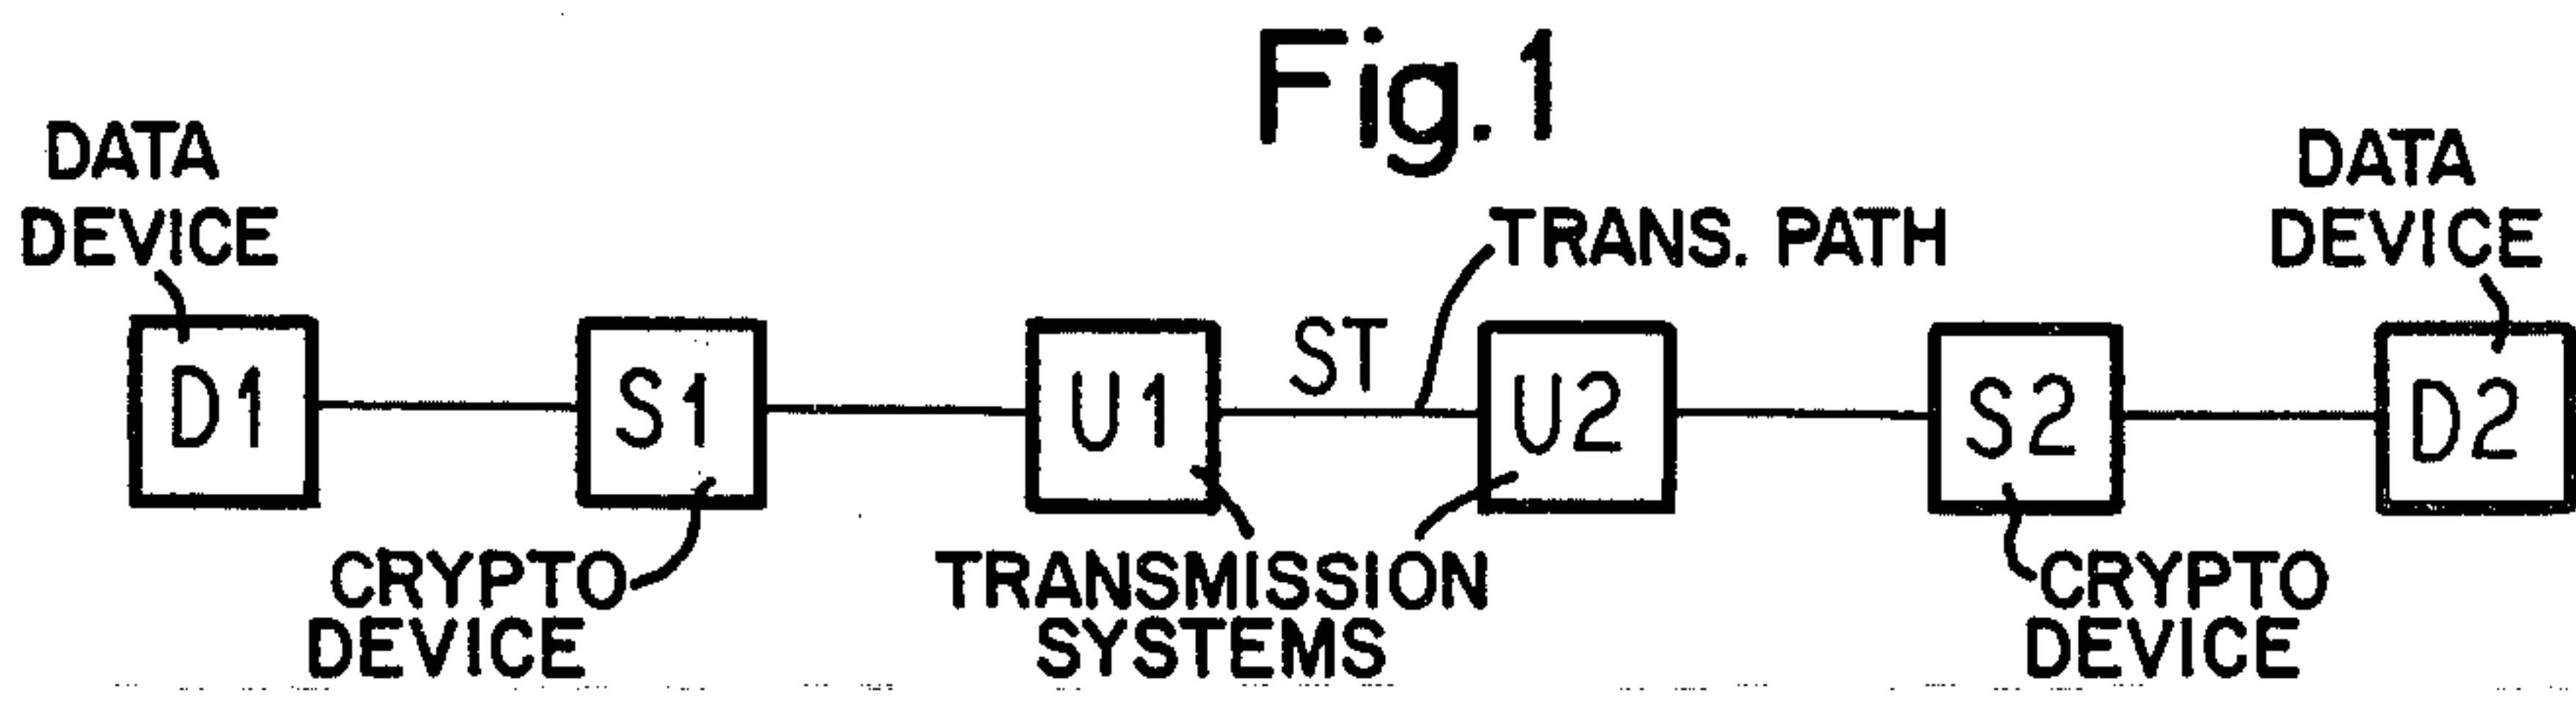 Fig.1
DATA
DEVICE
DATA
DEVICE
TRANS. PATH
ST
D1
S1
U1
U2
S2
D2
CRYPTO
DEVICE
TRANSMISSION
SYSTEMS
CRYPTO
DEVICE